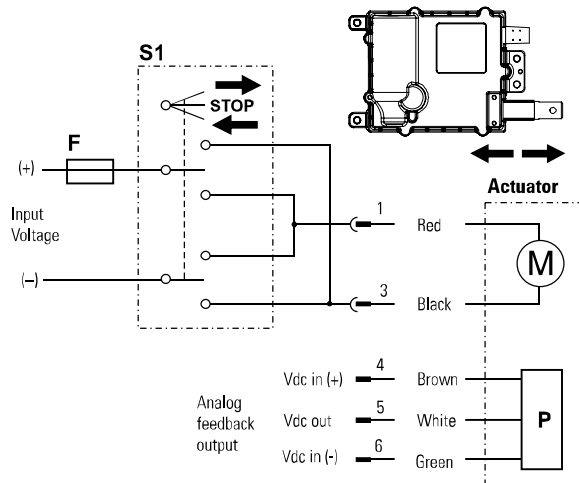 S1
STOP
F
(+)
Input
Voltage
(–)
Actuator
1
Red
M
3
Black
Analog
feedback
output
Vdc in (+)
4
Brown
Vdc out
5
White
P
Vdc in (-)
6
Green